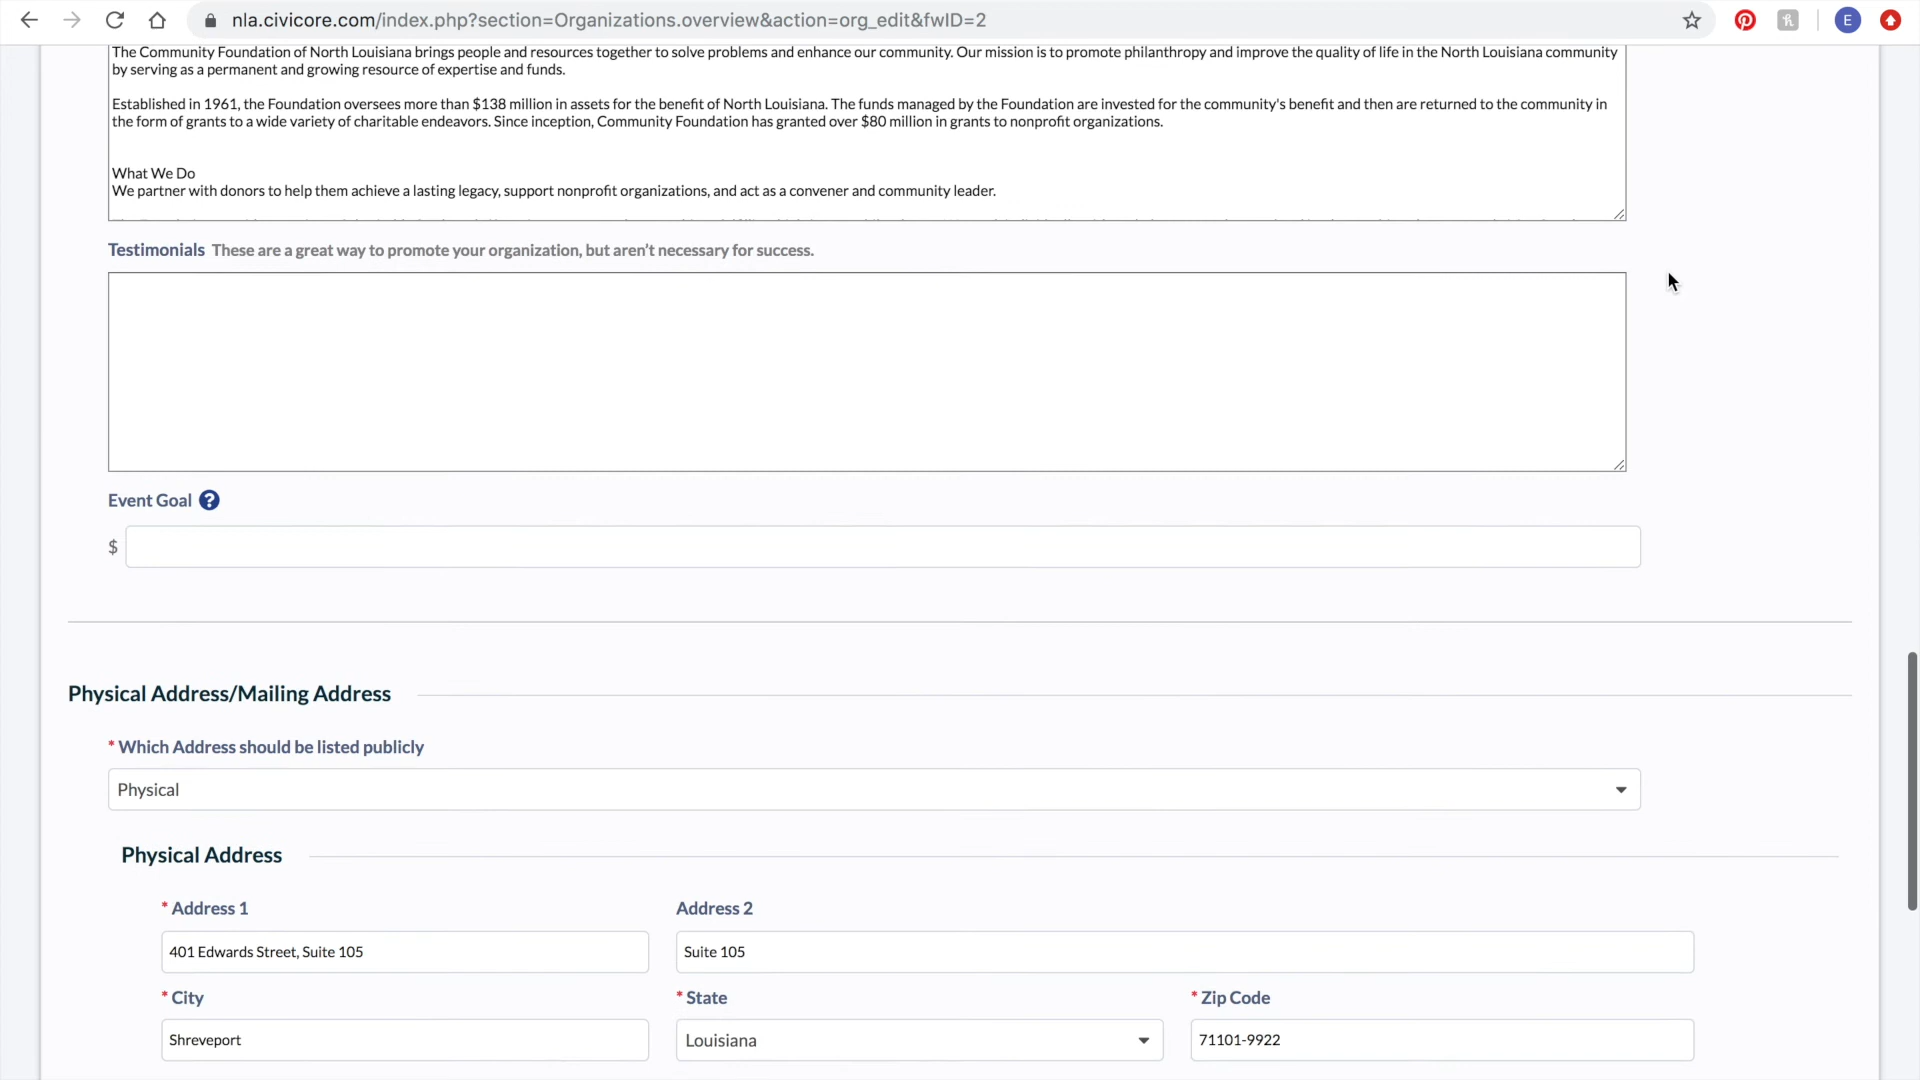 nla.civicore.com/index.php?section=Organizations.overview&action=org_edit&fwID=2
E
The Community Foundation of North Louisiana brings people and resources together to solve problems and enhance our community. Our mission is to promote philanthropy and improve the quality of life in the North Louisiana community
by serving as a permanent and growing resource of expertise and funds.
Established in 1961, the Foundation oversees more than $138 million in assets for the benefit of North Louisiana. The funds managed by the Foundation are invested for the community's benefit and then are returned to the community in
the form of grants to a wide variety of charitable endeavors. Since inception, Community Foundation has granted over $80 million in grants to nonprofit organizations.
What We Do
We partner with donors to help them achieve a lasting legacy, support nonprofit organizations, and act as a convener and community leader.
Testimonials These are a great way to promote your organization, but aren’t necessary for success.
Event Goal ?
$
Physical Address/Mailing Address
* Which Address should be listed publicly
Physical
Physical Address
* Address 1 Address 2
401 Edwards Street, Suite 105 Suite 105
* City * State * Zip Code
Shreveport Louisiana 71101-9922